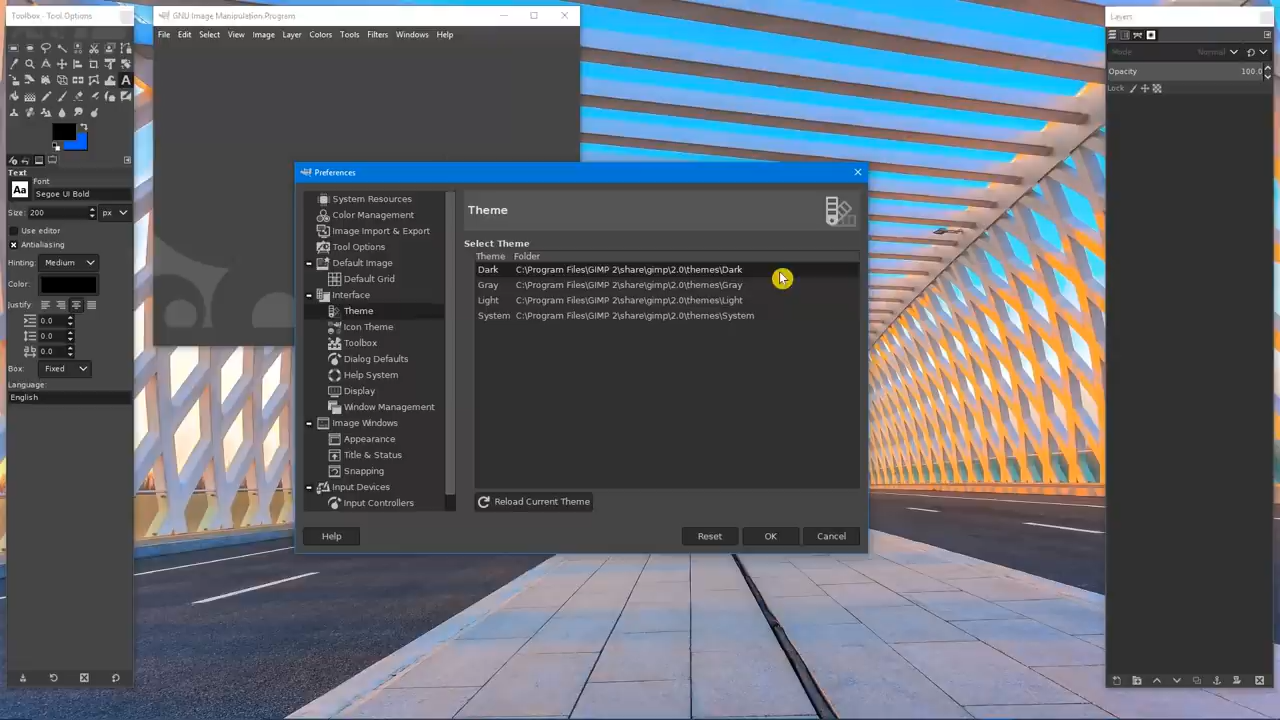 Toolbox - Tool Options
Text
Font
Aa
Segoe UI Bold
Size: 200 px
Use editor
Antialiasing
Hinting: Medium
Color:
Justify
0.0
0.0
0.0
Box: Fixed
Language:
English
GNU Image Manipulation Program
File Edit Select View Image Layer Colors Tools Filters Windows Help
Preferences
System Resources
Color Management
Image Import & Export
Tool Options
Default Image
Default Grid
Interface
Theme
Icon Theme
Toolbox
Dialog Defaults
Help System
Display
Window Management
Image Windows
Appearance
Title & Status
Snapping
Input Devices
Input Controllers
Theme
Select Theme
Theme Folder
Dark C:\Program Files\GIMP 2\share\gimp\2.0\themes\Dark
Gray C:\Program Files\GIMP 2\share\gimp\2.0\themes\Gray
Light C:\Program Files\GIMP 2\share\gimp\2.0\themes\Light
System C:\Program Files\GIMP 2\share\gimp\2.0\themes\System
Reload Current Theme
Help Reset OK Cancel
Layers
Mode Normal
Opacity 100.0
Lock